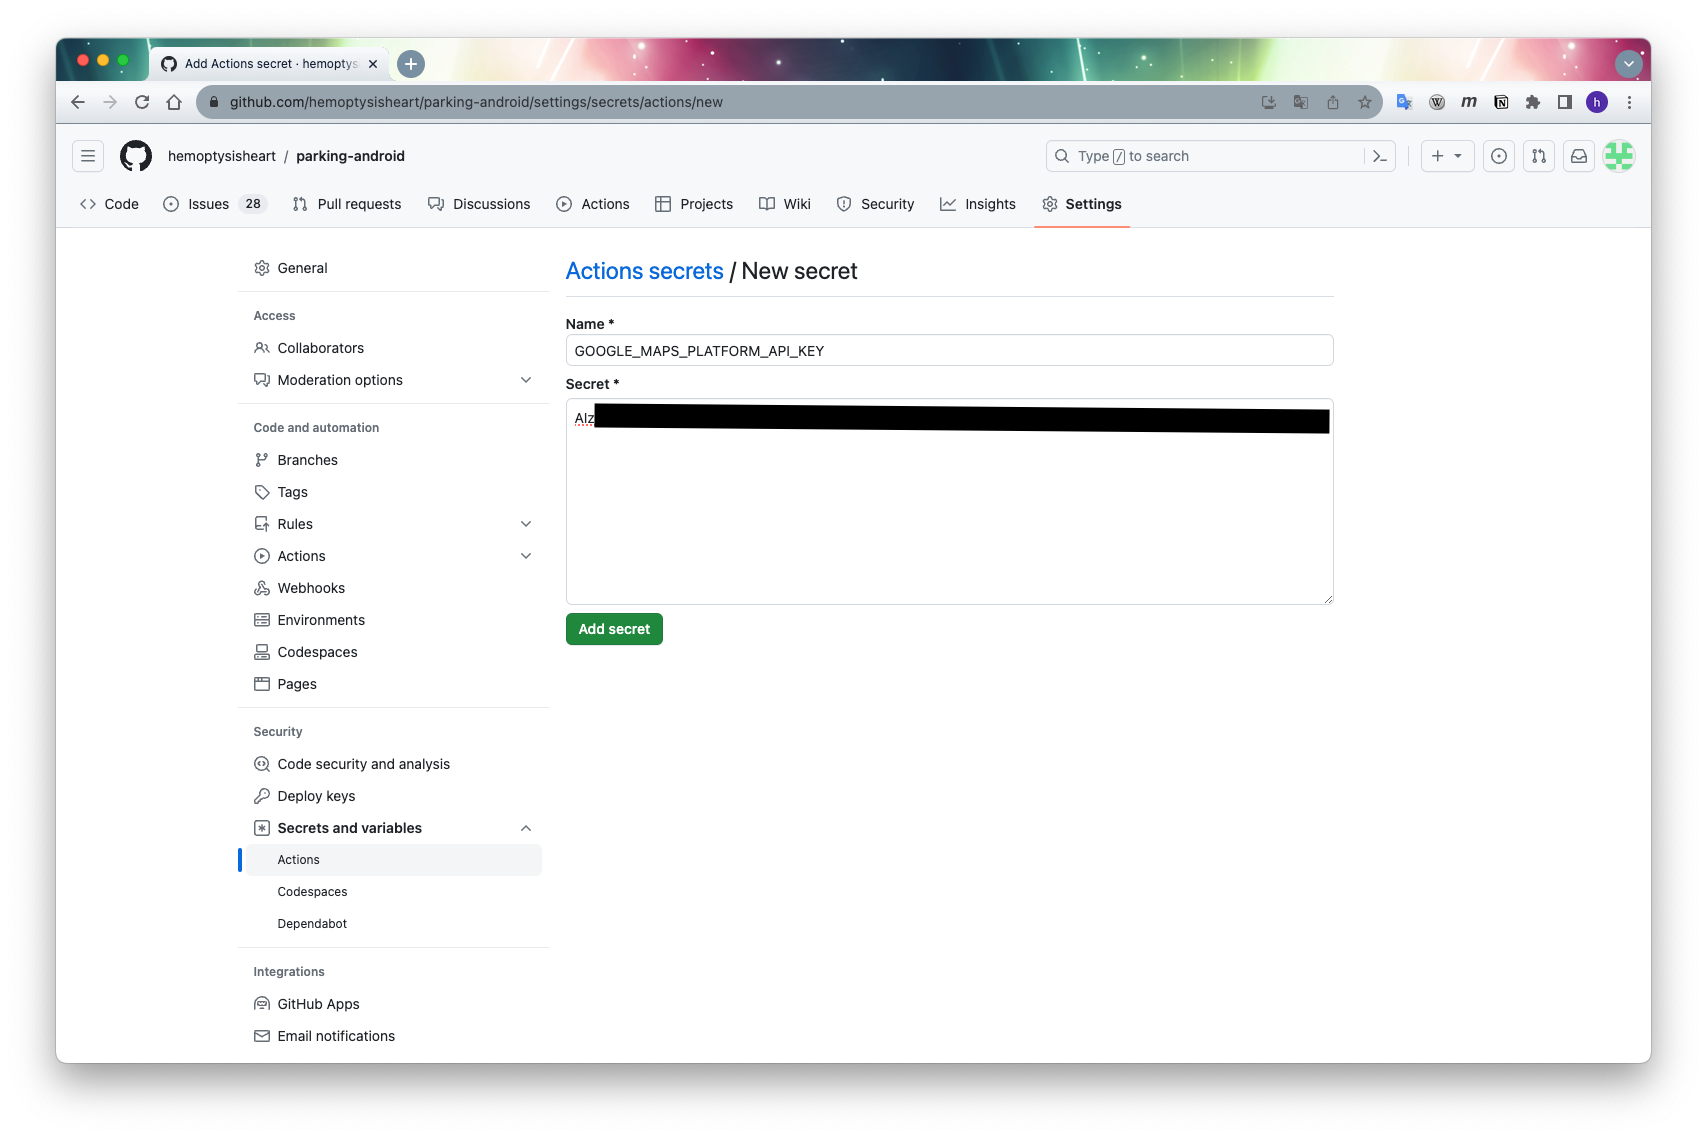 Add Actions secret · hemoptys
github.com/hemoptysisheart/parking-android/settings/secrets/actions/new
h
hemoptysisheart / parking-android
Type / to search
Code
Issues 28
Pull requests
Discussions
Actions
Projects
Wiki
Security
Insights
Settings
General
Access
Collaborators
Moderation options
Code and automation
Branches
Tags
Rules
Actions
Webhooks
Environments
Codespaces
Pages
Security
Code security and analysis
Deploy keys
Secrets and variables
Actions
Codespaces
Dependabot
Integrations
GitHub Apps
Email notifications
Actions secrets / New secret
Name *
GOOGLE_MAPS_PLATFORM_API_KEY
Secret *
AIz
Add secret